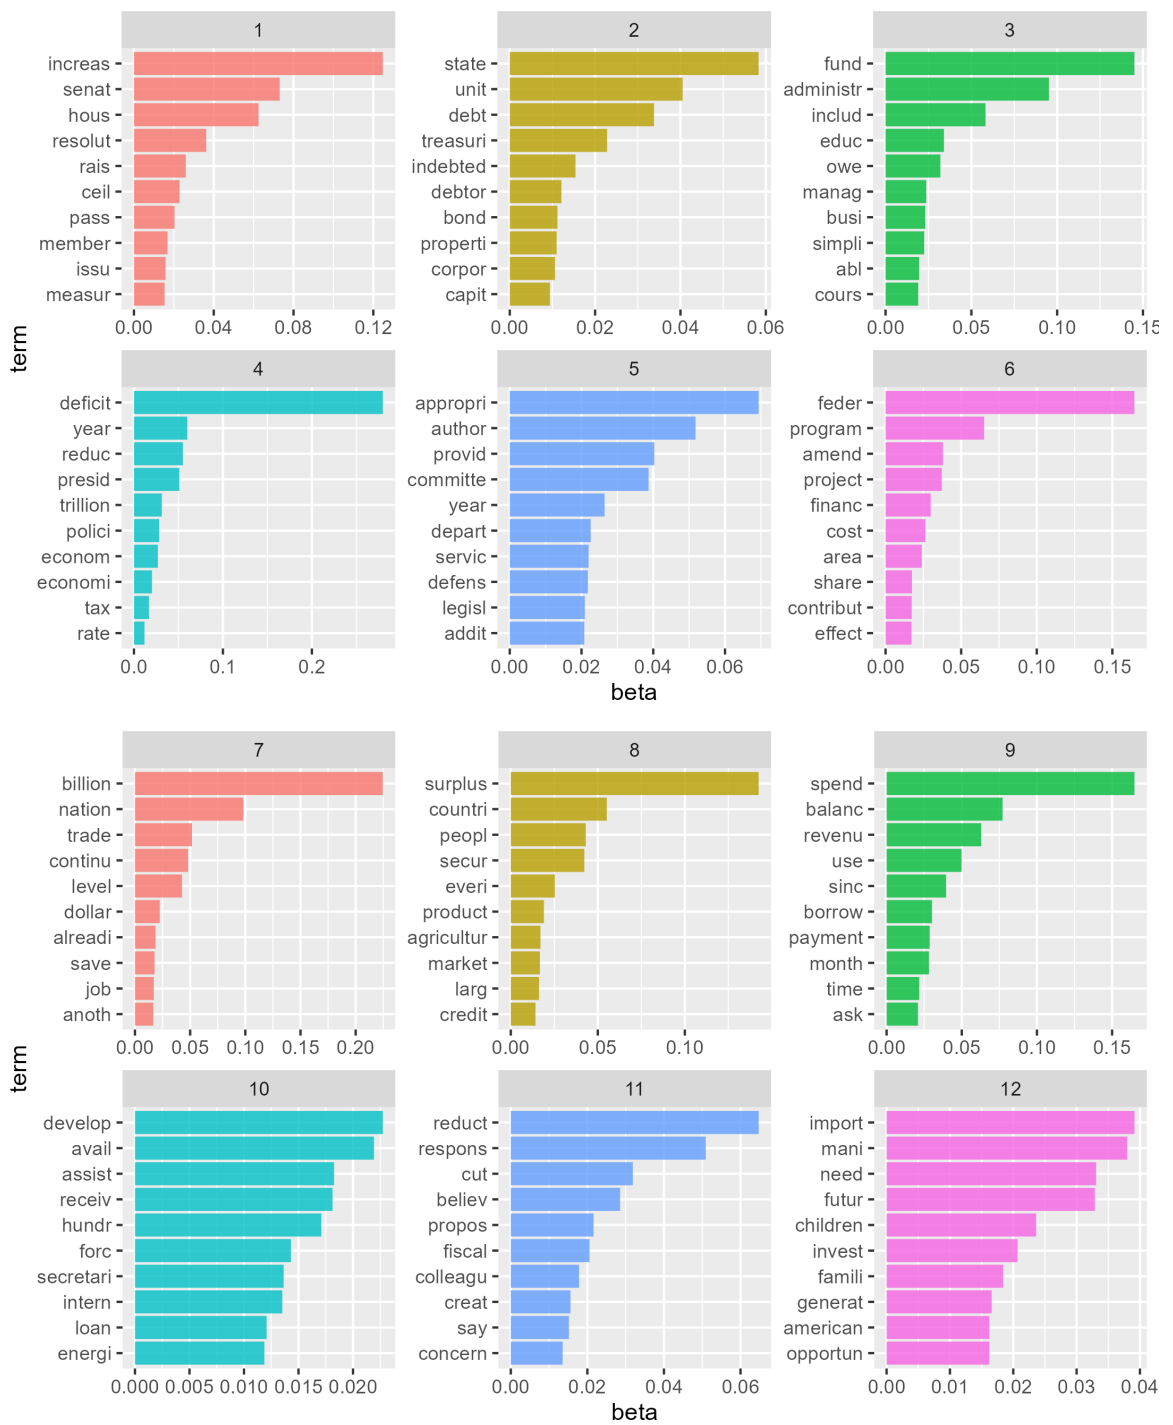 1
2
3
increas
senat
hous
resolut
rais
ceil
pass
member
issu
measur
0.00 0.04 0.08 0.12
state
unit
debt
treasuri
indebted
debtor
bond
properti
corpor
capit
0.00 0.02 0.04 0.06
fund
administr
includ
educ
owe
manag
busi
simpli
abl
cours
0.00 0.05 0.10 0.15
term
4
5
6
deficit
year
reduc
presid
trillion
polici
econom
economi
tax
rate
0.0 0.1 0.2
appropri
author
provid
committe
year
depart
servic
defens
legisl
addit
0.00 0.02 0.04 0.06
feder
program
amend
project
financ
cost
area
share
contribut
effect
0.00 0.05 0.10 0.15
beta
7
8
9
billion
nation
trade
continu
level
dollar
alreadi
save
job
anoth
0.00 0.05 0.10 0.15 0.20
surplus
countri
peopl
secur
everi
product
agricultur
market
larg
credit
0.00 0.05 0.10
spend
balanc
revenu
use
sinc
borrow
payment
month
time
ask
0.00 0.05 0.10 0.15
term
10
11
12
develop
avail
assist
receiv
hundr
forc
secretari
intern
loan
energi
0.000 0.005 0.010 0.015 0.020
reduct
respons
cut
believ
propos
fiscal
colleagu
creat
say
concern
0.00 0.02 0.04 0.06
import
mani
need
futur
children
invest
famili
generat
american
opportun
0.00 0.01 0.02 0.03 0.04
beta